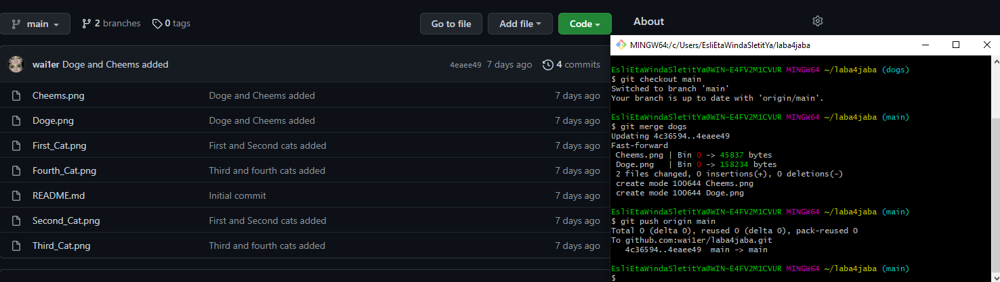 main
2 branches
0 tags
Go to file
Add file
Code
About
wai1er Doge and Cheems added
4eaee49 7 days ago
4 commits
Cheems.png Doge and Cheems added 7 days ago
Doge.png Doge and Cheems added 7 days ago
First_Cat.png First and Second cats added 7 days ago
Fourth_Cat.png Third and fourth cats added 7 days ago
README.md Initial commit 7 days ago
Second_Cat.png First and Second cats added 7 days ago
Third_Cat.png Third and fourth cats added 7 days ago
MINGW64:/c/Users/EsliEtaWindaSletitYa/laba4jaba
EsliEtaWindaSletitYa@WIN-E4FV2M1CVUR MINGW64 ~/laba4jaba (dogs)
$ git checkout main
Switched to branch 'main'
Your branch is up to date with 'origin/main'.
EsliEtaWindaSletitYa@WIN-E4FV2M1CVUR MINGW64 ~/laba4jaba (main)
$ git merge dogs
Updating 4c36594..4eaee49
Fast-forward
Cheems.png | Bin 0 -> 45837 bytes
Doge.png | Bin 0 -> 158234 bytes
2 files changed, 0 insertions(+), 0 deletions(-)
create mode 100644 Cheems.png
create mode 100644 Doge.png
EsliEtaWindaSletitYa@WIN-E4FV2M1CVUR MINGW64 ~/laba4jaba (main)
$ git push origin main
Total 0 (delta 0), reused 0 (delta 0), pack-reused 0
To github.com:wai1er/laba4jaba.git
4c36594..4eaee49 main -> main
EsliEtaWindaSletitYa@WIN-E4FV2M1CVUR MINGW64 ~/laba4jaba (main)
$